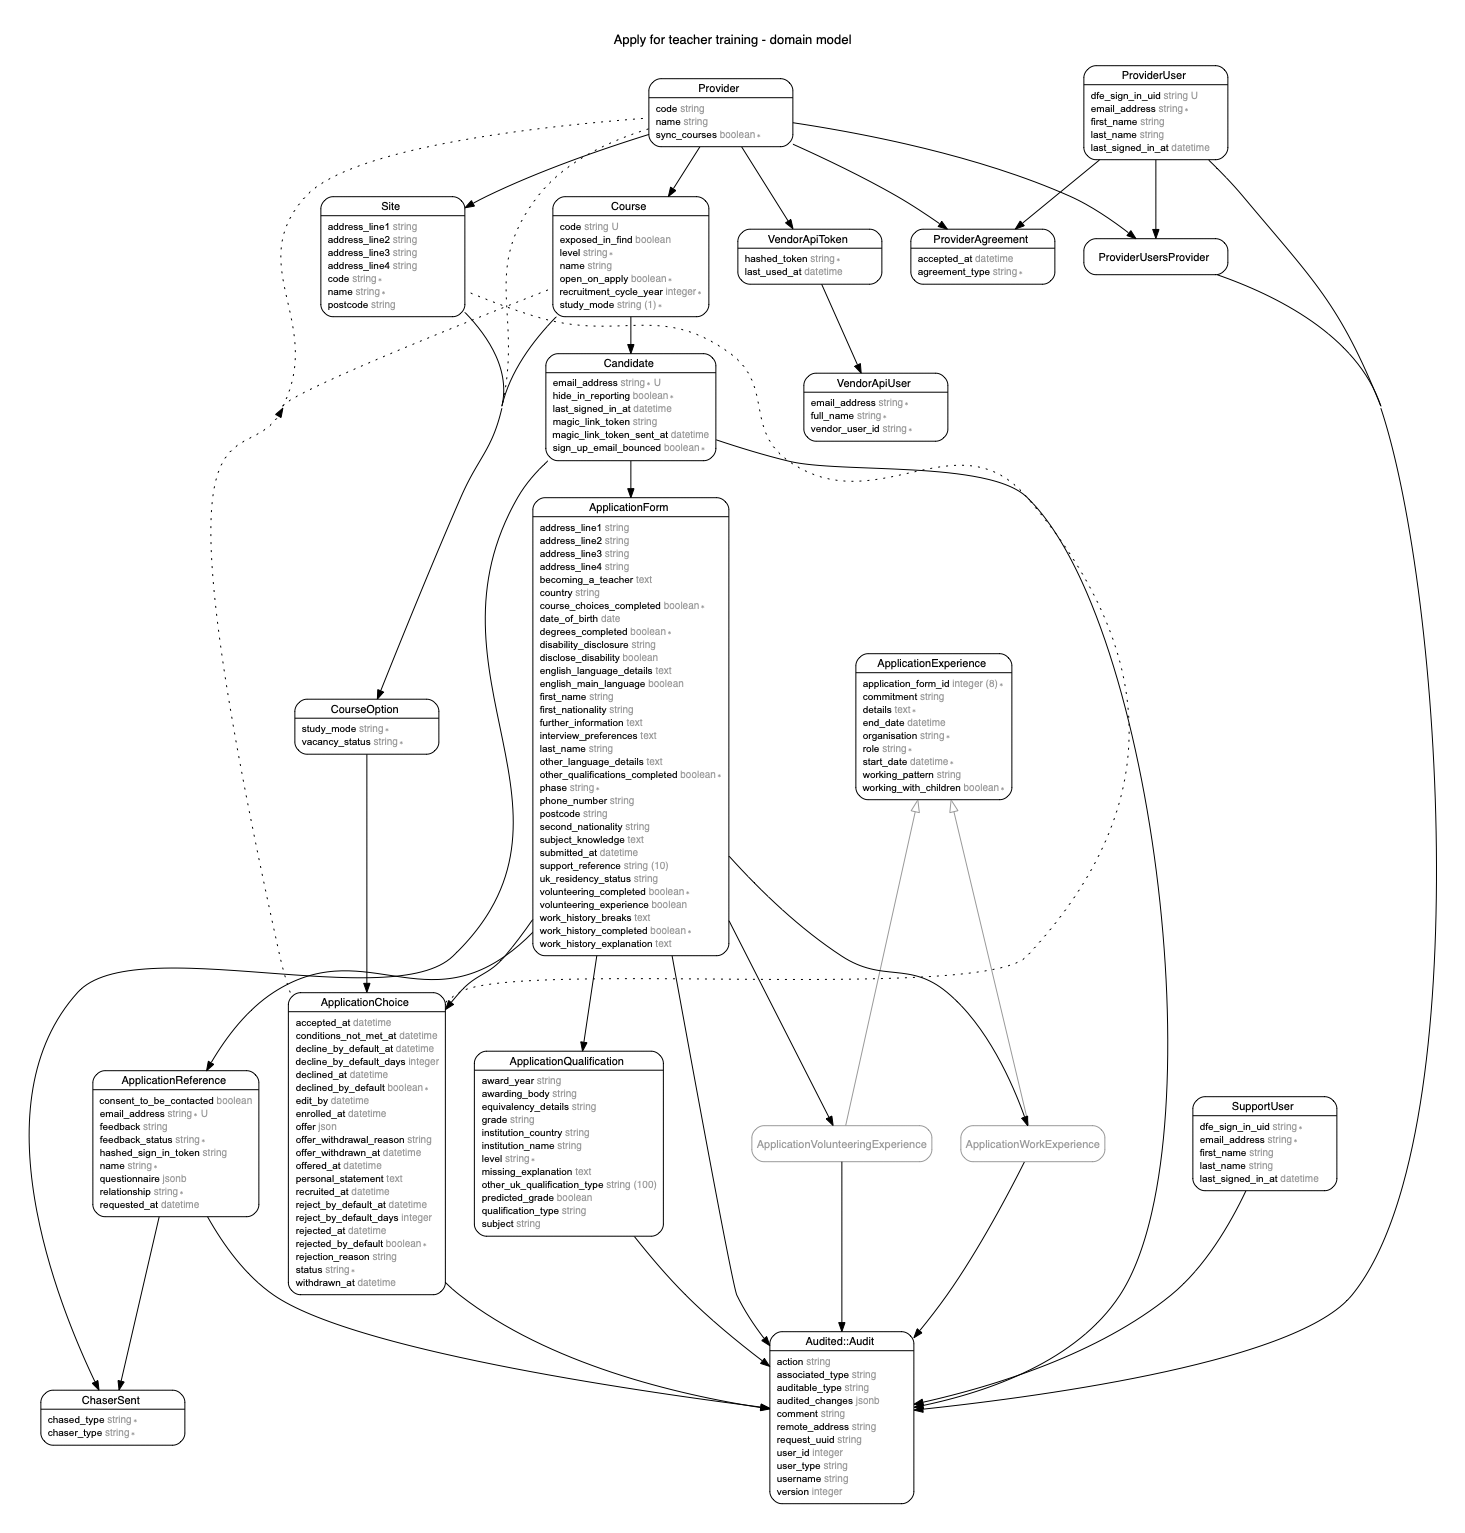 Apply for teacher training - domain model
Provider
code string
name string
sync_courses boolean ∗
ProviderUser
dfe_sign_in_uid string U
email_address string ∗
first_name string
last_name string
last_signed_in_at datetime
Site
address_line1 string
address_line2 string
address_line3 string
address_line4 string
code string ∗
name string ∗
postcode string
Course
code string U
exposed_in_find boolean
level string ∗
name string
open_on_apply boolean ∗
recruitment_cycle_year integer ∗
study_mode string (1) ∗
VendorApiToken
hashed_token string ∗
last_used_at datetime
ProviderAgreement
accepted_at datetime
agreement_type string ∗
ProviderUsersProvider
Candidate
email_address string ∗ U
hide_in_reporting boolean ∗
last_signed_in_at datetime
magic_link_token string
magic_link_token_sent_at datetime
sign_up_email_bounced boolean ∗
VendorApiUser
email_address string ∗
full_name string ∗
vendor_user_id string ∗
ApplicationForm
address_line1 string
address_line2 string
address_line3 string
address_line4 string
becoming_a_teacher text
country string
course_choices_completed boolean ∗
date_of_birth date
degrees_completed boolean ∗
disability_disclosure string
disclose_disability boolean
english_language_details text
english_main_language boolean
first_name string
first_nationality string
further_information text
interview_preferences text
last_name string
other_language_details text
other_qualifications_completed boolean ∗
phase string ∗
phone_number string
postcode string
second_nationality string
subject_knowledge text
submitted_at datetime
support_reference string (10)
uk_residency_status string
volunteering_completed boolean ∗
volunteering_experience boolean
work_history_breaks text
work_history_completed boolean ∗
work_history_explanation text
ApplicationExperience
application_form_id integer (8) ∗
commitment string
details text ∗
end_date datetime
organisation string ∗
role string ∗
start_date datetime ∗
working_pattern string
working_with_children boolean ∗
CourseOption
study_mode string ∗
vacancy_status string ∗
ApplicationChoice
accepted_at datetime
conditions_not_met_at datetime
decline_by_default_at datetime
decline_by_default_days integer
declined_at datetime
declined_by_default boolean ∗
edit_by datetime
enrolled_at datetime
offer json
offer_withdrawal_reason string
offer_withdrawn_at datetime
offered_at datetime
personal_statement text
recruited_at datetime
reject_by_default_at datetime
reject_by_default_days integer
rejected_at datetime
rejected_by_default boolean ∗
rejection_reason string
status string ∗
withdrawn_at datetime
ApplicationReference
consent_to_be_contacted boolean
email_address string ∗ U
feedback string
feedback_status string ∗
hashed_sign_in_token string
name string ∗
questionnaire jsonb
relationship string ∗
requested_at datetime
ApplicationQualification
award_year string
awarding_body string
equivalency_details string
grade string
institution_country string
institution_name string
level string ∗
missing_explanation text
other_uk_qualification_type string (100)
predicted_grade boolean
qualification_type string
subject string
ApplicationVolunteeringExperience
ApplicationWorkExperience
SupportUser
dfe_sign_in_uid string ∗
email_address string ∗
first_name string
last_name string
last_signed_in_at datetime
Audited::Audit
action string
associated_type string
auditable_type string
audited_changes jsonb
comment string
remote_address string
request_uuid string
user_id integer
user_type string
username string
version integer
ChaserSent
chased_type string ∗
chaser_type string ∗